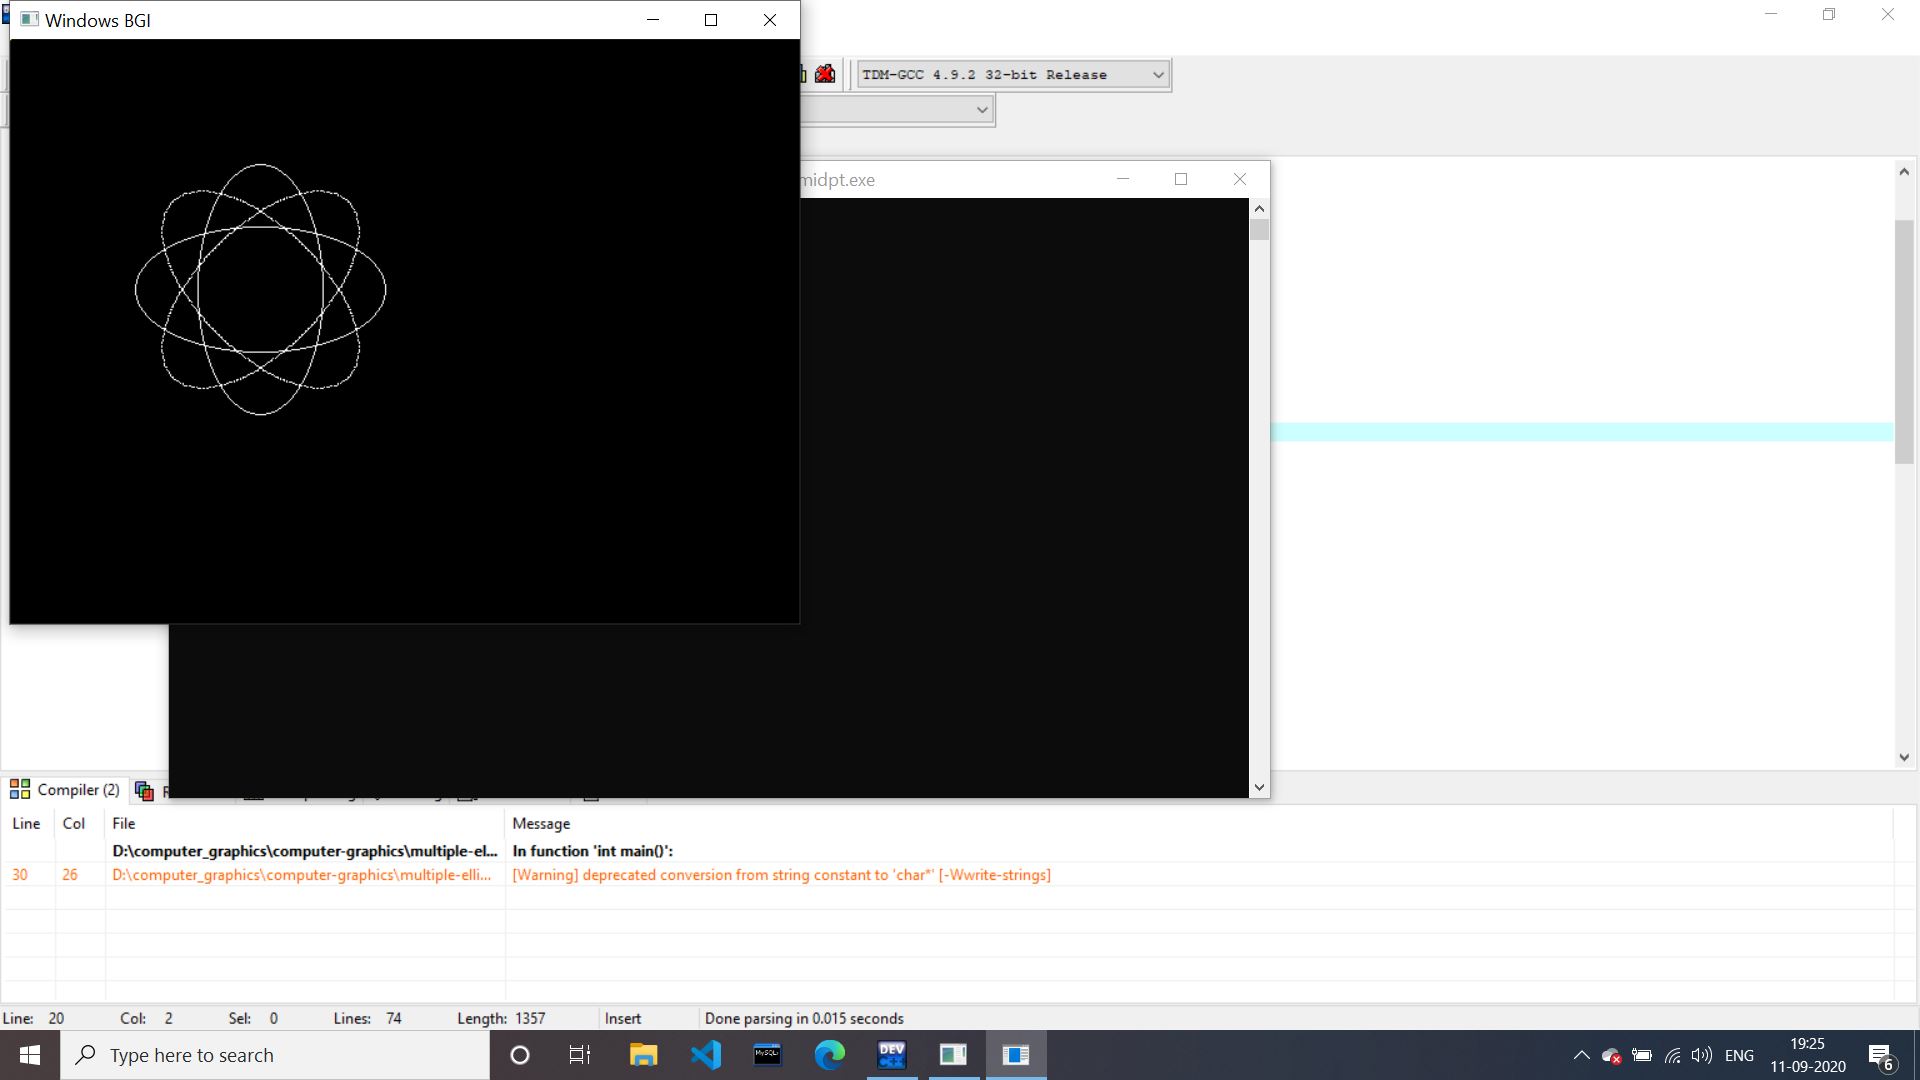 Windows BGI
TDM-GCC 4.9.2 32-bit Release
midpt.exe
Compiler (2)
Line Col File Message
D:\computer_graphics\computer-graphics\multiple-el... In function 'int main()':
30 26 D:\computer_graphics\computer-graphics\multiple-elli... [Warning] deprecated conversion from string constant to 'char*' [-Wwrite-strings]
Line: 20 Col: 2 Sel: 0 Lines: 74 Length: 1357 Insert Done parsing in 0.015 seconds
Type here to search
MySQL
DEV
C++
ENG
19:25
11-09-2020
6